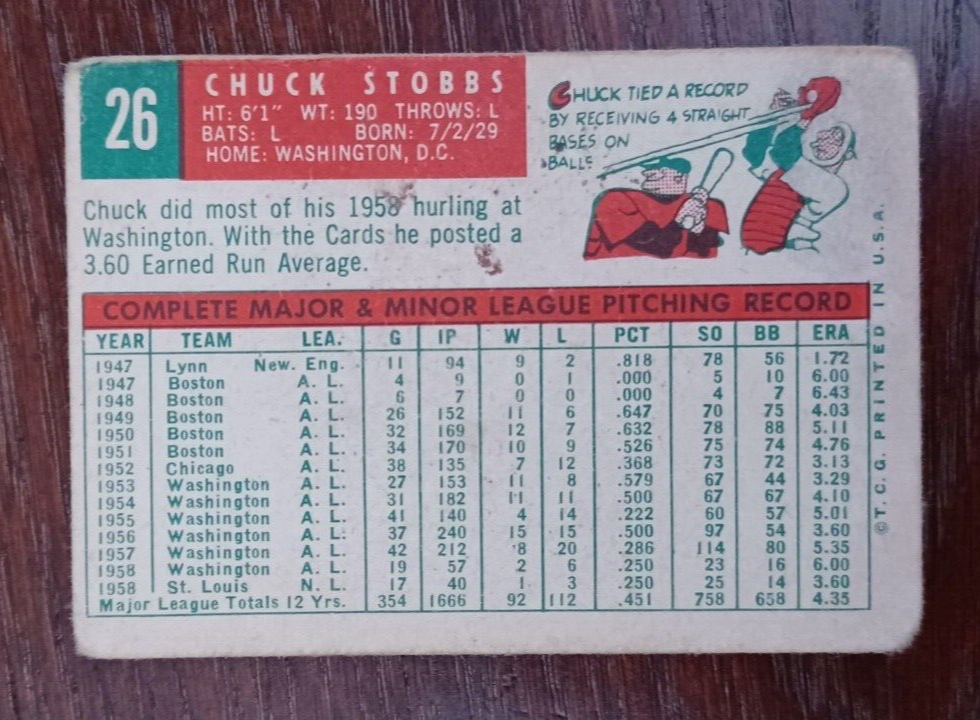 26
CHUCK STOBBS
HT: 6'1" WT: 190 THROWS: L
BATS: L BORN: 7/2/29
HOME: WASHINGTON, D.C.
CHUCK TIED A RECORD
BY RECEIVING 4 STRAIGHT
BASES ON
BALLS
Chuck did most of his 1958 hurling at
Washington. With the Cards he posted a
3.60 Earned Run Average.
COMPLETE MAJOR & MINOR LEAGUE PITCHING RECORD
YEAR TEAM LEA. G IP W L PCT SO BB ERA
1947 Lynn New. Eng. 11 94 9 2 .818 78 56 1.72
1947 Boston A. L. 4 9 0 1 .000 5 10 6.00
1948 Boston A. L. 6 7 0 0 .000 4 7 6.43
1949 Boston A. L. 26 152 11 6 .647 70 75 4.03
1950 Boston A. L. 32 169 12 7 .632 78 88 5.11
1951 Boston A. L. 34 170 10 9 .526 75 74 4.76
1952 Chicago A. L. 38 135 7 12 .368 73 72 3.13
1953 Washington A. L. 27 153 11 8 .579 67 44 3.29
1954 Washington A. L. 31 182 11 11 .500 67 67 4.10
1955 Washington A. L. 41 140 4 14 .222 60 57 5.01
1956 Washington A. L. 37 240 15 15 .500 97 54 3.60
1957 Washington A. L. 42 212 8 20 .286 114 80 5.35
1958 Washington A. L. 19 57 2 6 .250 23 16 6.00
1958 St. Louis N. L. 17 40 1 3 .250 25 14 3.60
Major League Totals 12 Yrs. 354 1666 92 112 .451 758 658 4.35
©T.C.G. PRINTED IN U.S.A.